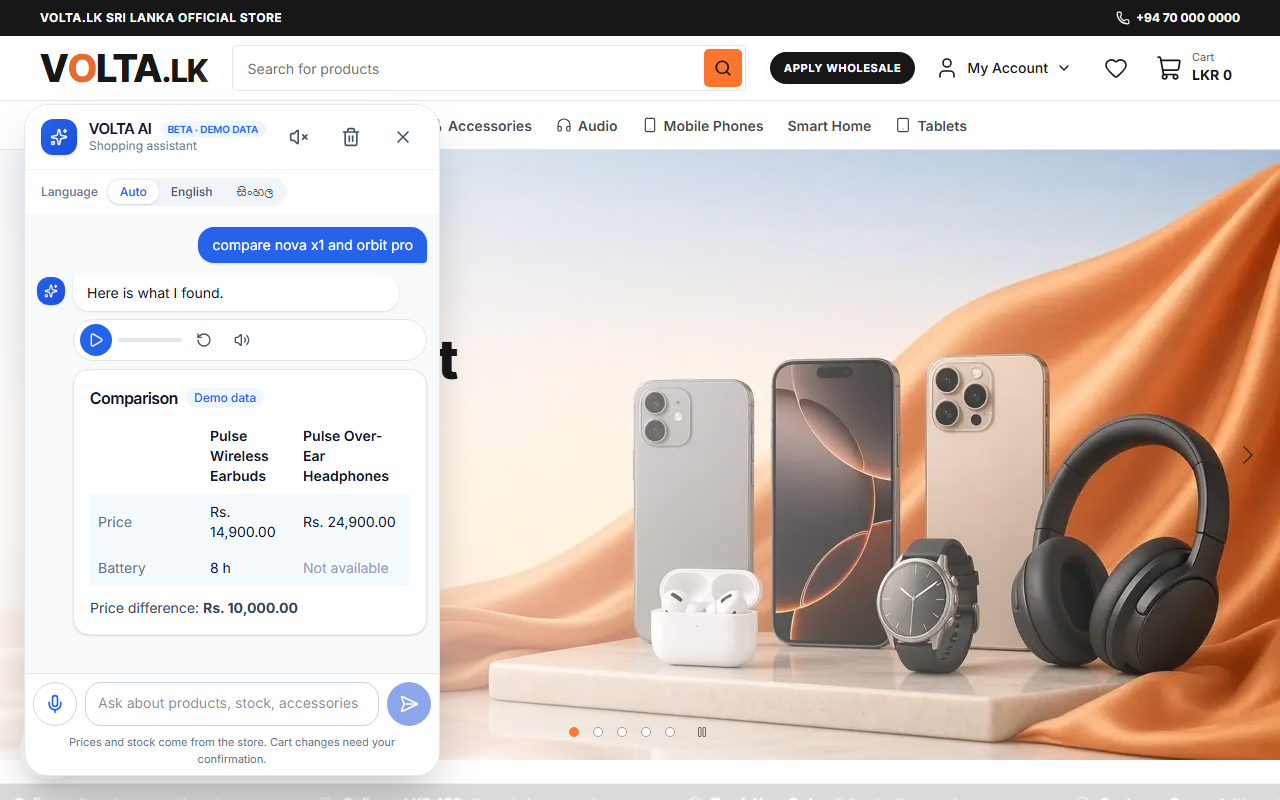 VOLTA.LK SRI LANKA OFFICIAL STORE
+94 70 000 0000
VOLTA.LK
Search for products
APPLY WHOLESALE
My Account
Cart
LKR 0
Accessories
Audio
Mobile Phones
Smart Home
Tablets
VOLTA AI
BETA · DEMO DATA
Shopping assistant
Language
Auto
English
සිංහල
compare nova x1 and orbit pro
Here is what I found.
t
Comparison
Demo data
Pulse
Wireless
Earbuds
Pulse Over-
Ear
Headphones
Price
Rs.
14,900.00
Rs. 24,900.00
Battery
8 h
Not available
Price difference: Rs. 10,000.00
Ask about products, stock, accessories
Prices and stock come from the store. Cart changes need your
confirmation.